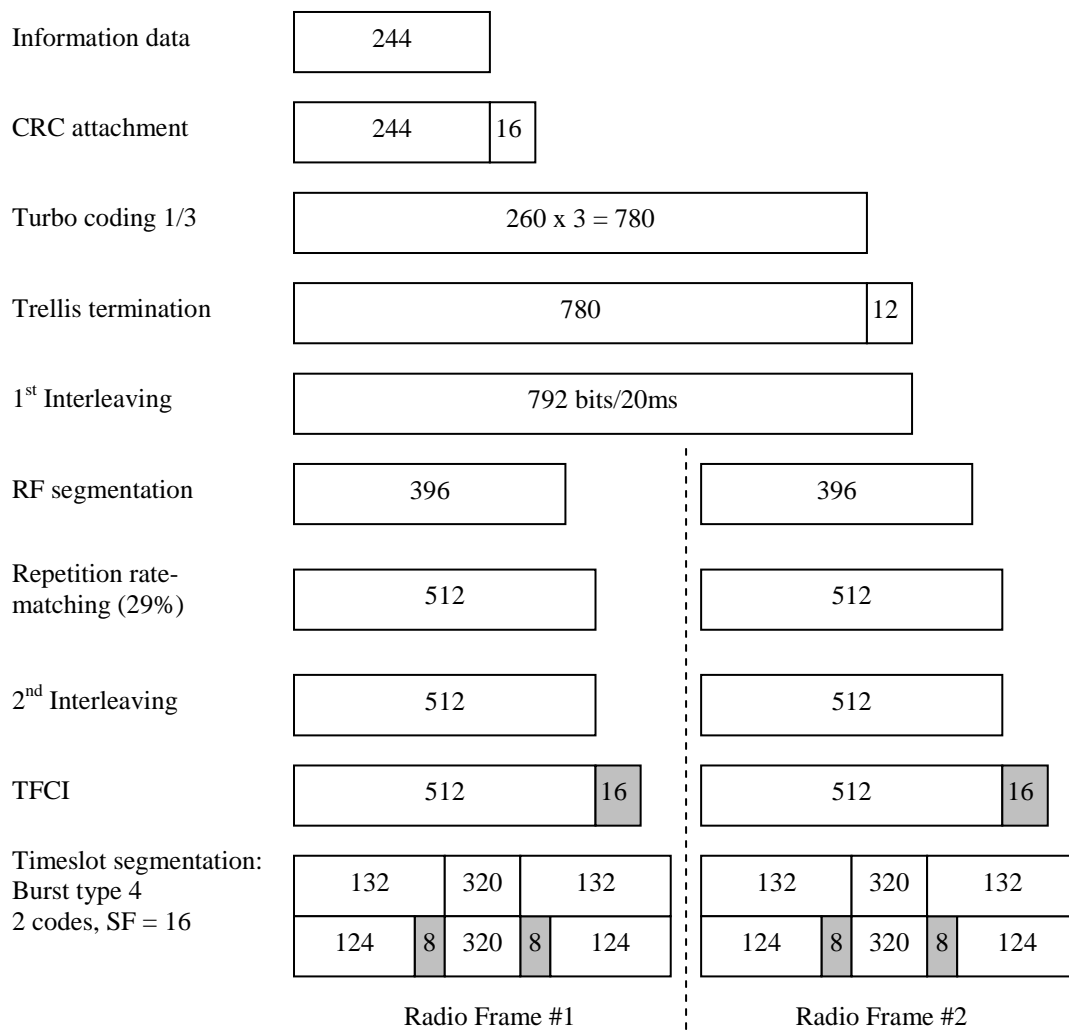 Information data
244
CRC attachment
244 16
Turbo coding 1/3
260 x 3 = 780
Trellis termination
780 12
1st Interleaving
792 bits/20ms
RF segmentation
396 396
Repetition rate-
matching (29%)
512 512
2nd Interleaving
512 512
TFCI
512 16 512 16
Timeslot segmentation:
Burst type 4
2 codes, SF = 16
132 320 132 132 320 132
124 8 320 8 124 124 8 320 8 124
Radio Frame #1 Radio Frame #2